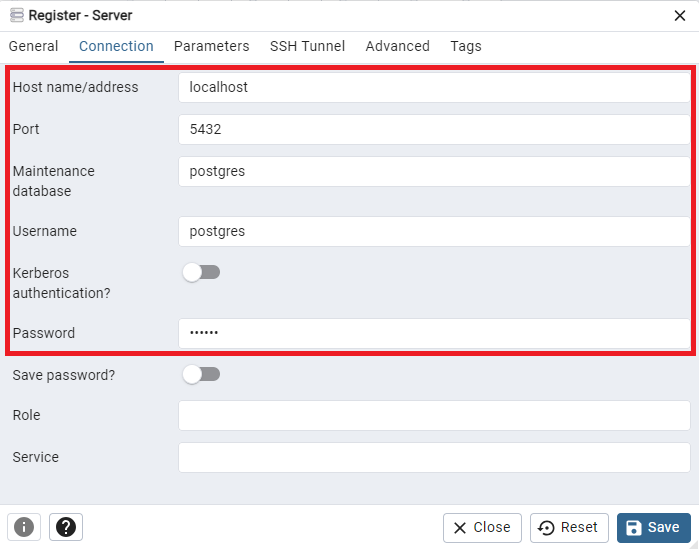 Register - Server
General Connection Parameters SSH Tunnel Advanced Tags
Host name/address localhost
Port 5432
Maintenance database postgres
Username postgres
Kerberos authentication?
Password ••••••
Save password?
Role
Service
Close Reset Save